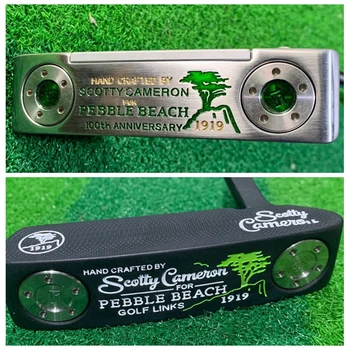 HAND CRAFTED BY
SCOTTY CAMERON
FOR
PEBBLE BEACH
100th ANNIVERSARY 1919
Scotty
Cameron
1919
HAND CRAFTED BY
Scotty Cameron
FOR
PEBBLE BEACH
GOLF LINKS 1919